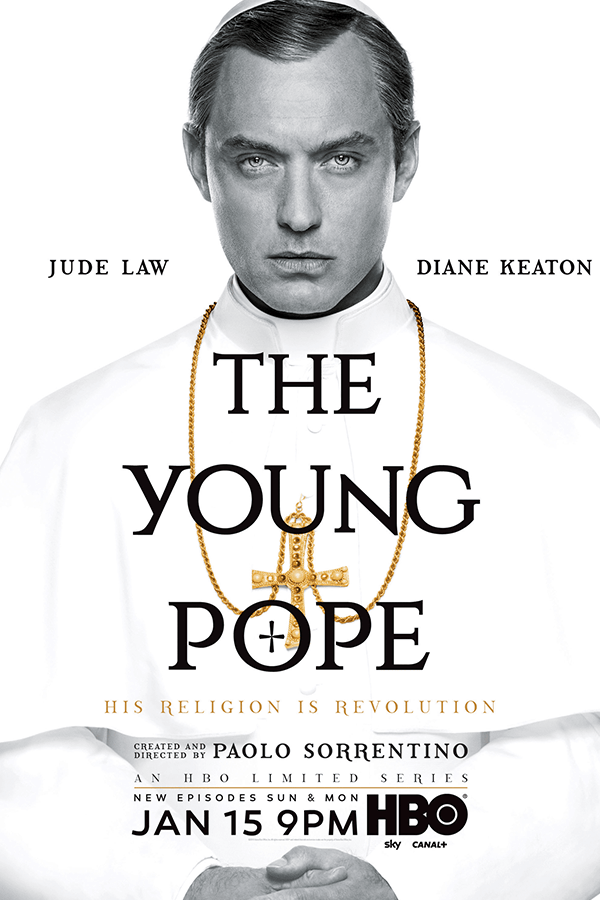 JUDE LAW
DIANE KEATON
THE
YOUNG
POPE
HIS RELIGION IS REVOLUTION
CREATED AND
DIRECTED BY PAOLO SORRENTINO
AN HBO LIMITED SERIES
NEW EPISODES SUN & MON
JAN 15 9PM HBO®
sky CANAL+